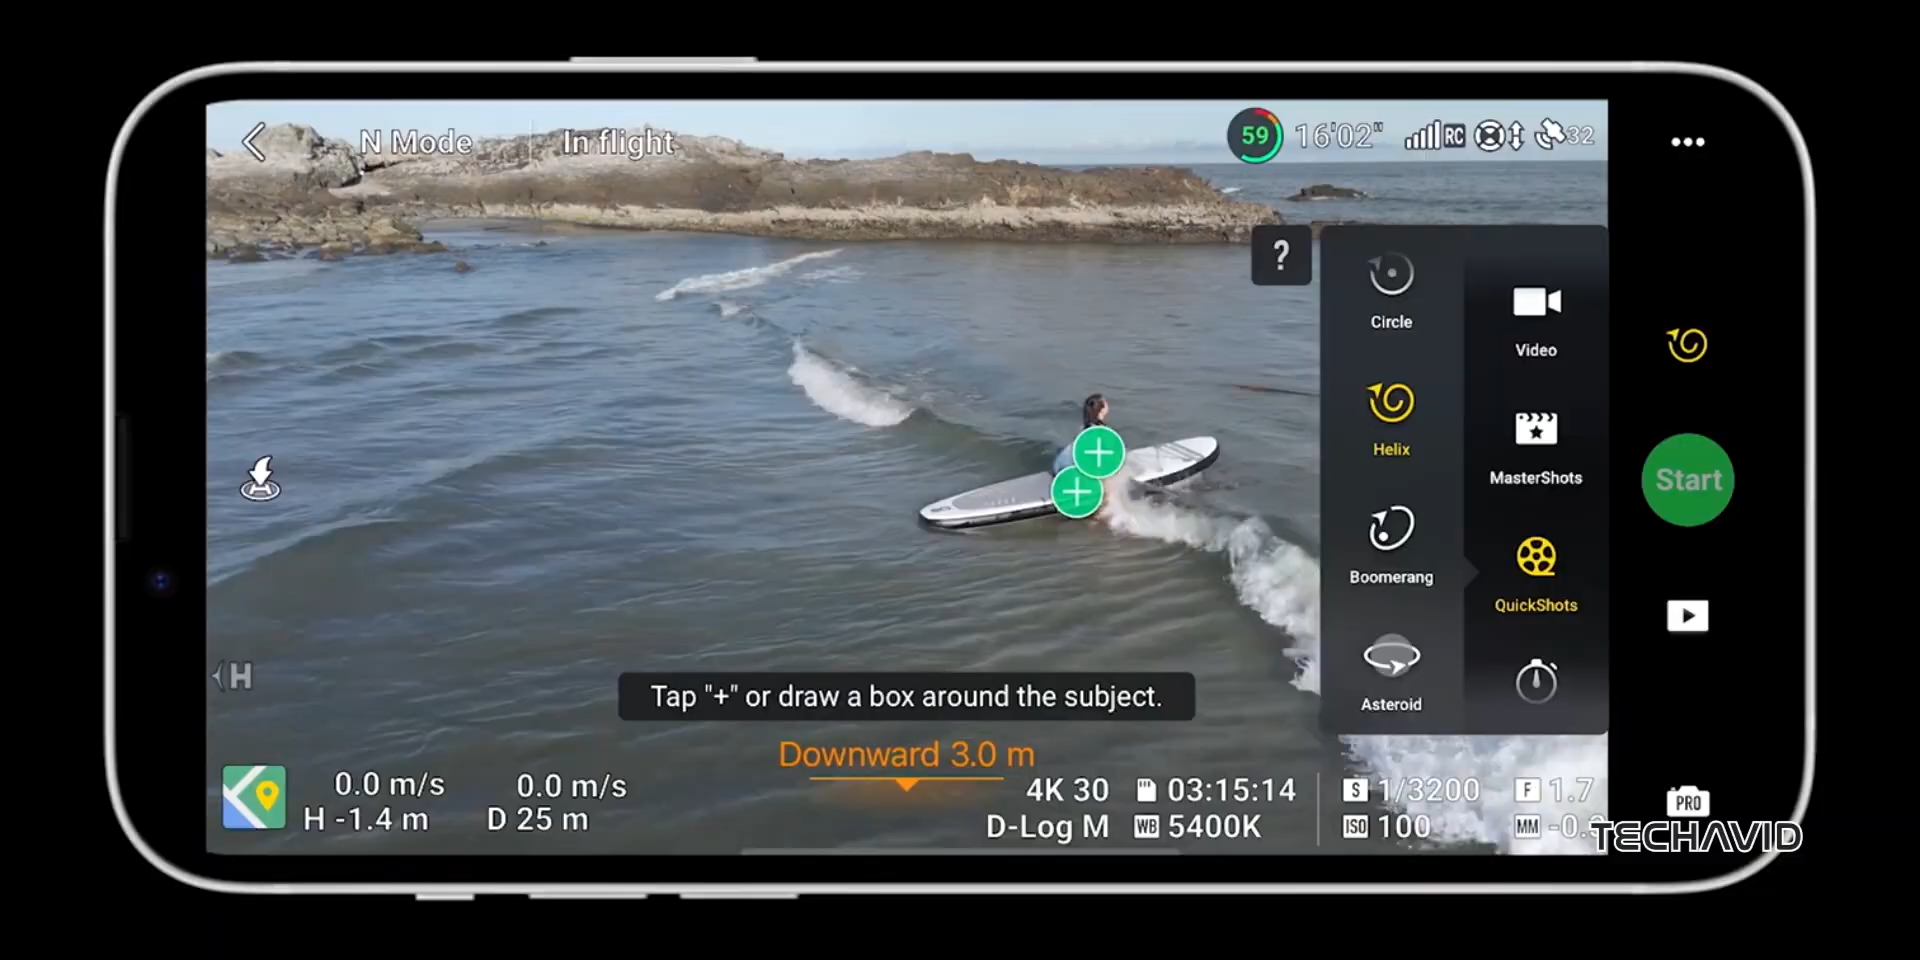 N Mode
In flight
59
16'02"
RC
32
?
Circle
Video
Helix
MasterShots
Start
Boomerang
QuickShots
Asteroid
H
Tap "+" or draw a box around the subject.
Downward 3.0 m
0.0 m/s
0.0 m/s
H -1.4 m
D 25 m
4K 30
03:15:14
D-Log M
WB 5400K
S 1/3200
F 1.7
ISO 100
MM
PRO
TECHAVID